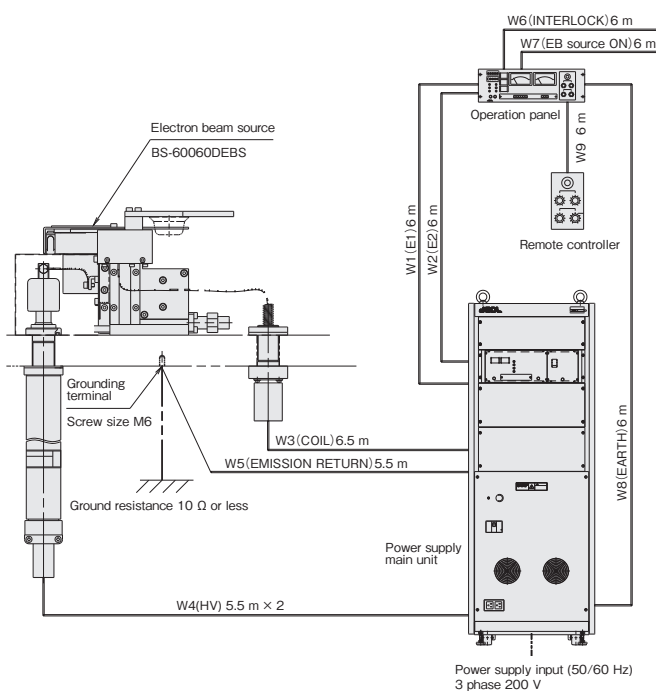 W6(INTERLOCK)6 m
W7(EB source ON)6 m
Operation panel
Electron beam source
BS-60060DEBS
W1(E1)6 m
W2(E2)6 m
W9 6 m
Remote controller
JEOL
Grounding
terminal
Screw size M6
W3(COIL)6.5 m
W5(EMISSION RETURN)5.5 m
W8(EARTH)6 m
Ground resistance 10 Ω or less
Power supply
main unit
W4(HV) 5.5 m × 2
Power supply input (50/60 Hz)
3 phase 200 V